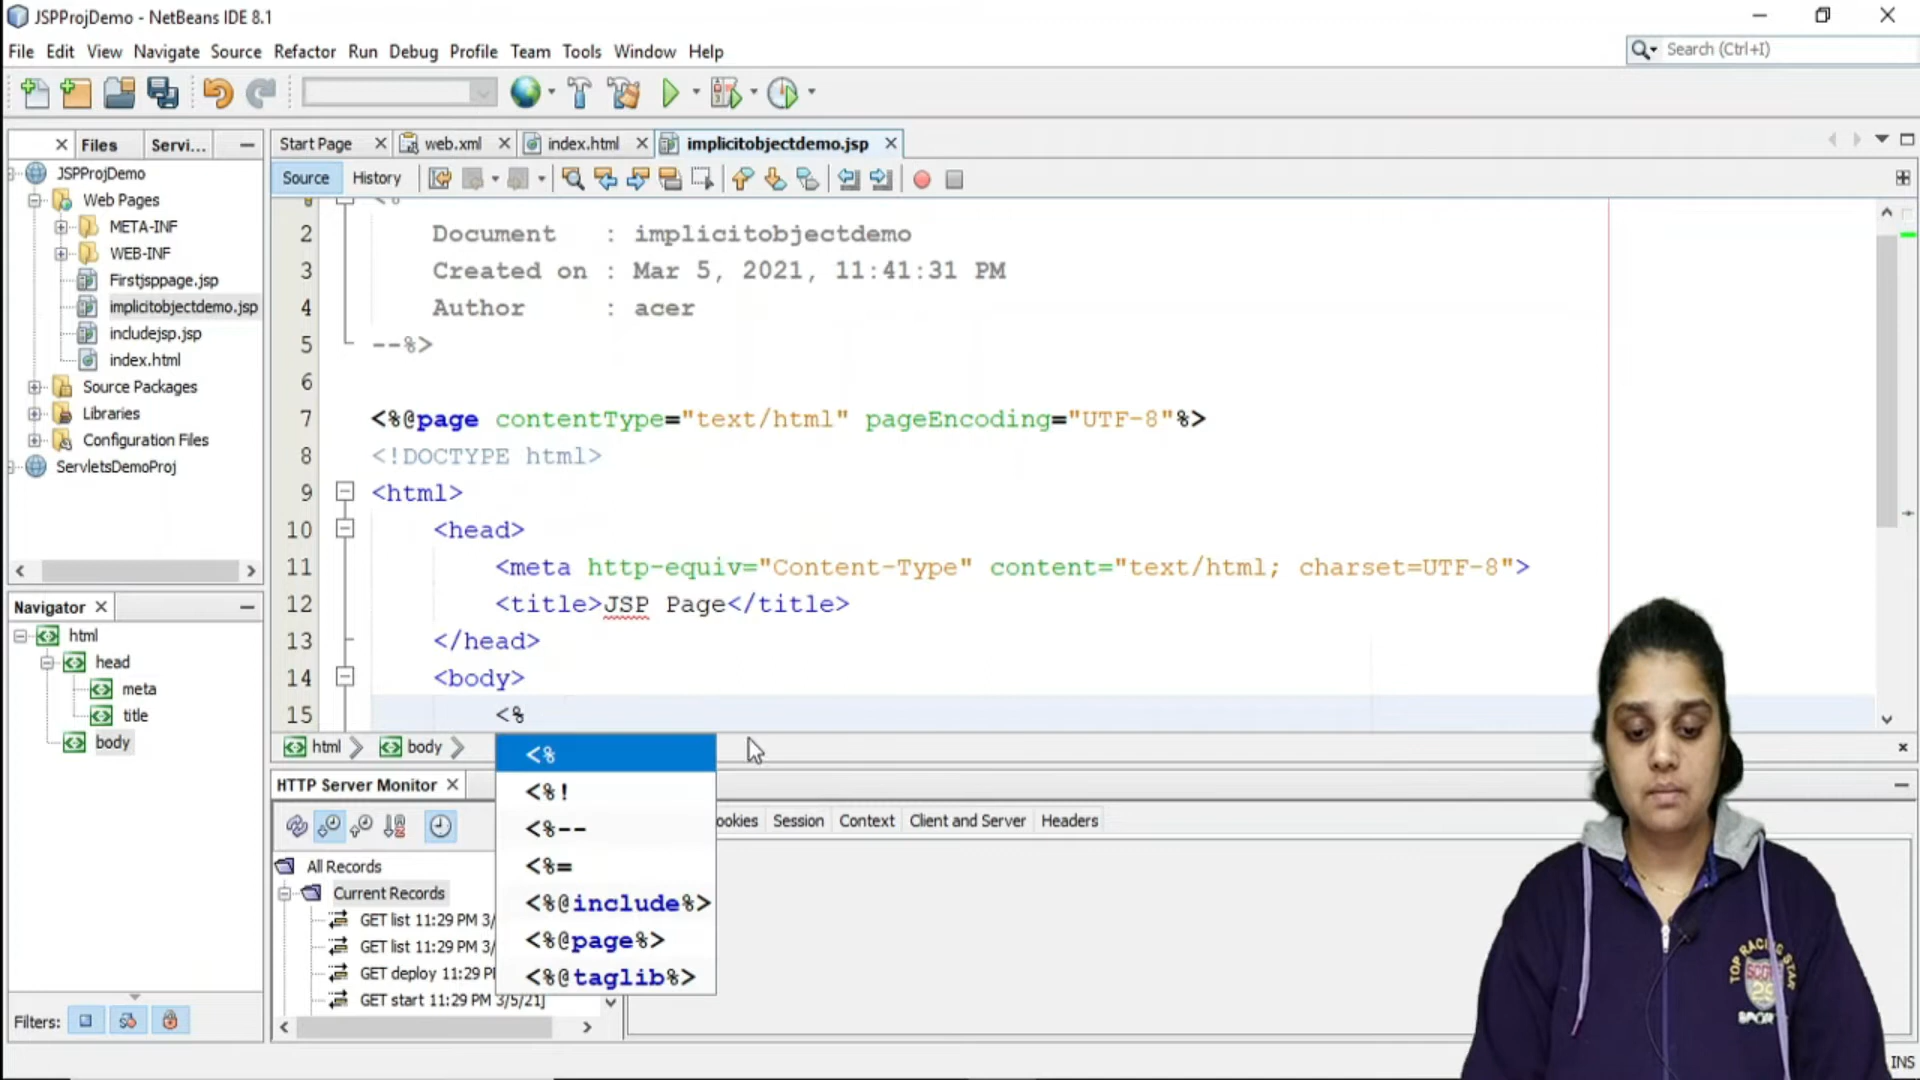 JSPProjDemo - NetBeans IDE 8.1
File Edit View Navigate Source Refactor Run Debug Profile Team Tools Window Help
Search (Ctrl+I)
Files Servi...
Start Page web.xml index.html implicitobjectdemo.jsp
Source History
JSPProjDemo
Web Pages
META-INF
WEB-INF
Firstjsppage.jsp
implicitobjectdemo.jsp
includejsp.jsp
index.html
Source Packages
Libraries
Configuration Files
ServletsDemoProj
Navigator
html
head
meta
title
body
Filters:
2 Document : implicitobjectdemo
3 Created on : Mar 5, 2021, 11:41:31 PM
4 Author : acer
5 --%>
6
7 <%@page contentType="text/html" pageEncoding="UTF-8"%>
8 <!DOCTYPE html>
9 <html>
10 <head>
11 <meta http-equiv="Content-Type" content="text/html; charset=UTF-8">
12 <title>JSP Page</title>
13 </head>
14 <body>
15 <%
html body
<%
<%!
<%--
<%=
<%@include%>
<%@page%>
<%@taglib%>
HTTP Server Monitor
ookies Session Context Client and Server Headers
All Records
Current Records
GET list 11:29 PM 3/
GET list 11:29 PM 3/
GET deploy 11:29 P
GET start 11:29 PM 3/5/21]
TOP RACING STAR
SPORT
INS